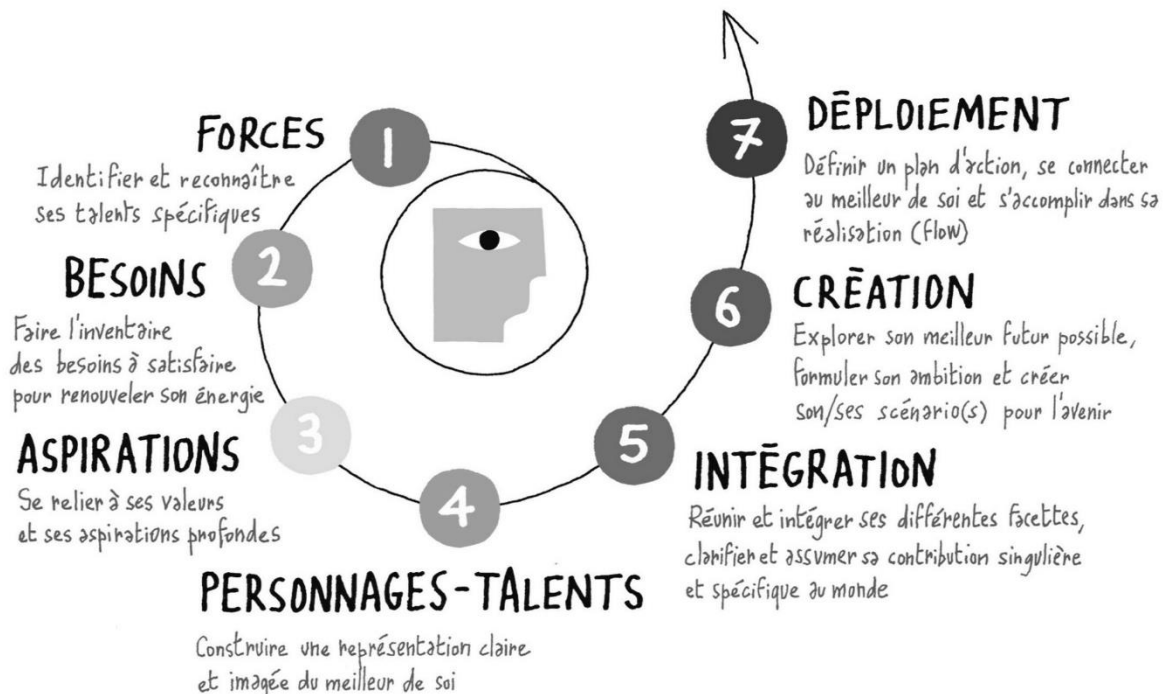 1
FORCES
Identifier et reconnaître
ses talents spécifiques
2
BESOINS
Faire l'inventaire
des besoins à satisfaire
pour renouveler son énergie
3
ASPIRATIONS
Se relier à ses valeurs
et ses aspirations profondes
4
PERSONNAGES-TALENTS
Construire une représentation claire
et imagée du meilleur de soi
5
INTÉGRATION
Réunir et intégrer ses différentes facettes,
clarifier et assumer sa contribution singulière
et spécifique au monde
6
CRÉATION
Explorer son meilleur futur possible,
formuler son ambition et créer
son/ses scénario(s) pour l'avenir
7
DÉPLOIEMENT
Définir un plan d'action, se connecter
au meilleur de soi et s'accomplir dans sa
réalisation (flow)